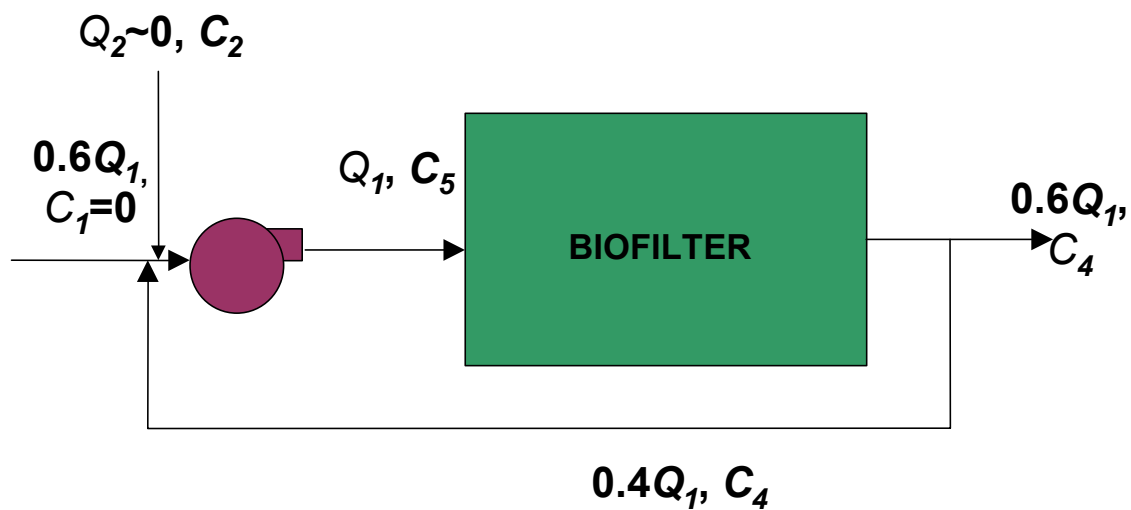 Q2~0, C2
0.6Q1,
C1=0
Q1, C5
BIOFILTER
0.6Q1,
C4
0.4Q1, C4